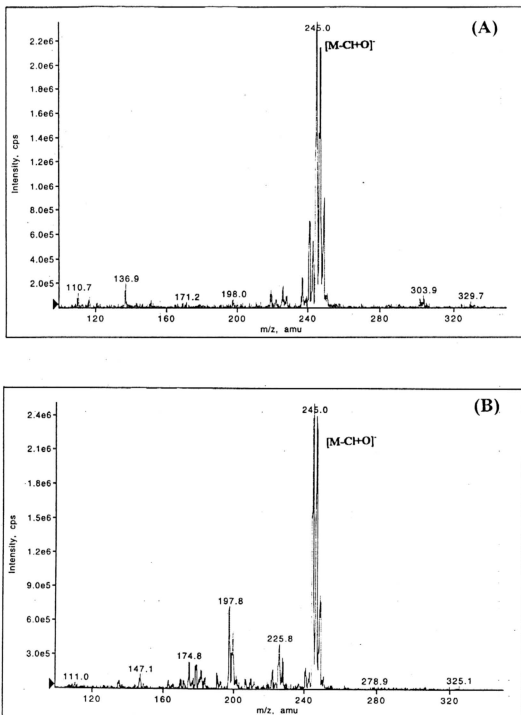 (A)
245.0
[M-Cl+O]⁻
2.2e6
2.0e6
1.8e6
1.6e6
1.4e6
1.2e6
1.0e6
8.0e5
6.0e5
4.0e5
2.0e5
Intensity, cps
110.7 136.9 171.2 198.0 303.9 329.7
120 160 200 240 280 320
m/z, amu
(B)
245.0
[M-Cl+O]⁻
2.4e6
2.1e6
1.8e6
1.5e6
1.2e6
9.0e5
6.0e5
3.0e5
Intensity, cps
111.0 147.1 174.8 197.8 225.8 278.9 325.1
120 160 200 240 280 320
m/z, amu